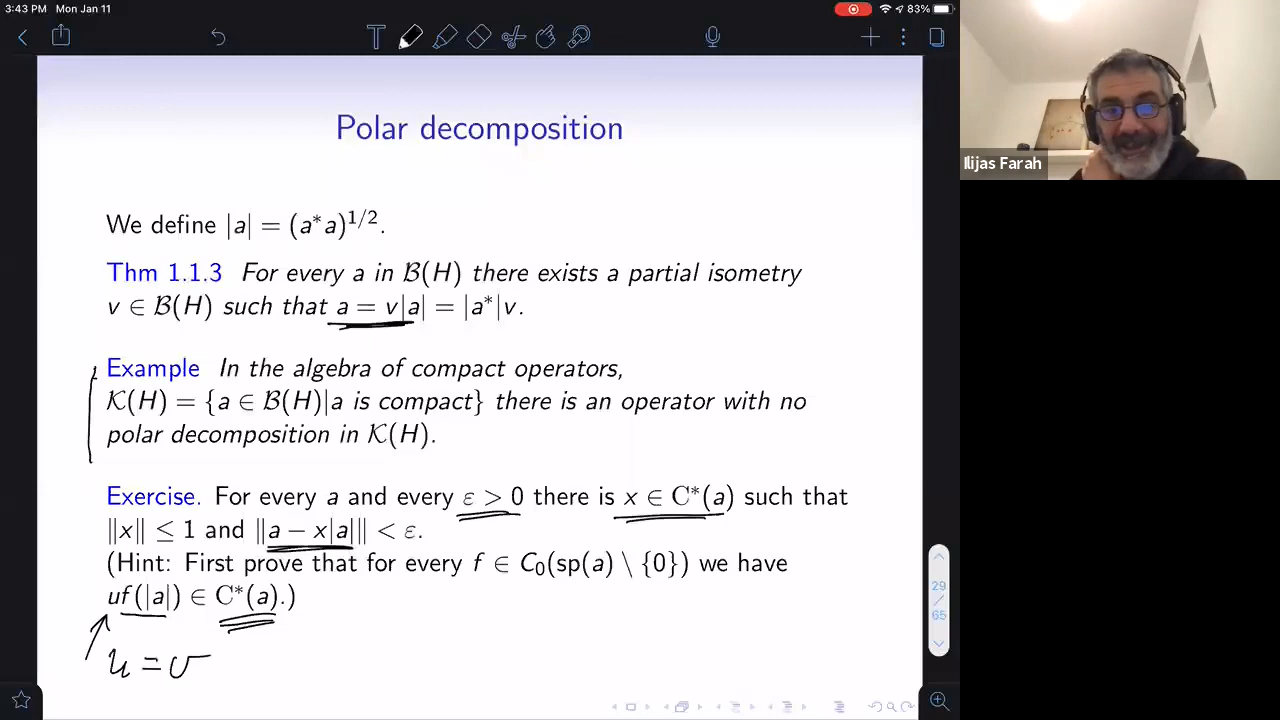 3:43 PM Mon Jan 11
83%
Polar decomposition
We define |a| = (a*a)^{1/2}.
Thm 1.1.3 For every a in 𝓑(H) there exists a partial isometry
v ∈ 𝓑(H) such that a = v|a| = |a*|v.
Example In the algebra of compact operators,
𝒦(H) = {a ∈ 𝓑(H)|a is compact} there is an operator with no
polar decomposition in 𝒦(H).
Exercise. For every a and every ε > 0 there is x ∈ C*(a) such that
‖x‖ ≤ 1 and ‖a − x|a|‖ < ε.
(Hint: First prove that for every f ∈ C₀(sp(a) \ {0}) we have
uf(|a|) ∈ C*(a).)
u = v
29
/
65
Ilijas Farah